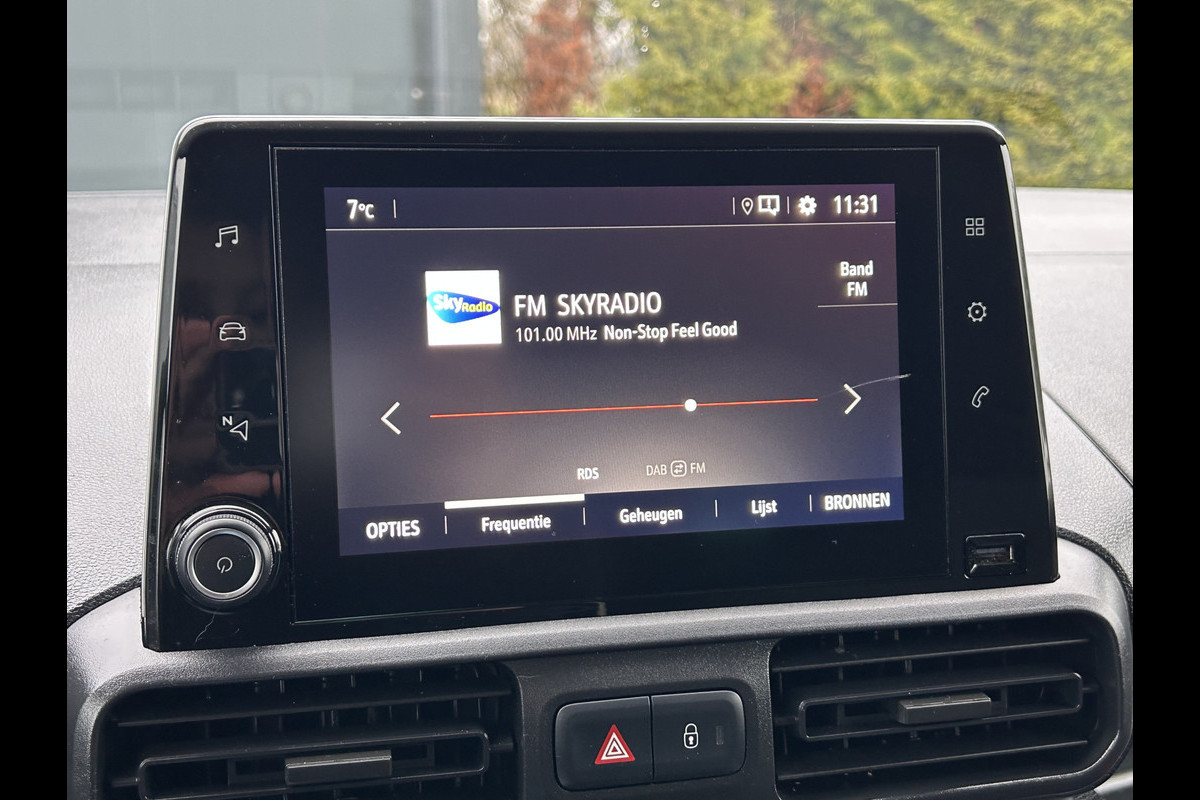 7°C
11:31
Band
FM
Sky Radio
FM SKYRADIO
101.00 MHz Non-Stop Feel Good
N
RDS
DAB FM
OPTIES
Frequentie
Geheugen
Lijst
BRONNEN